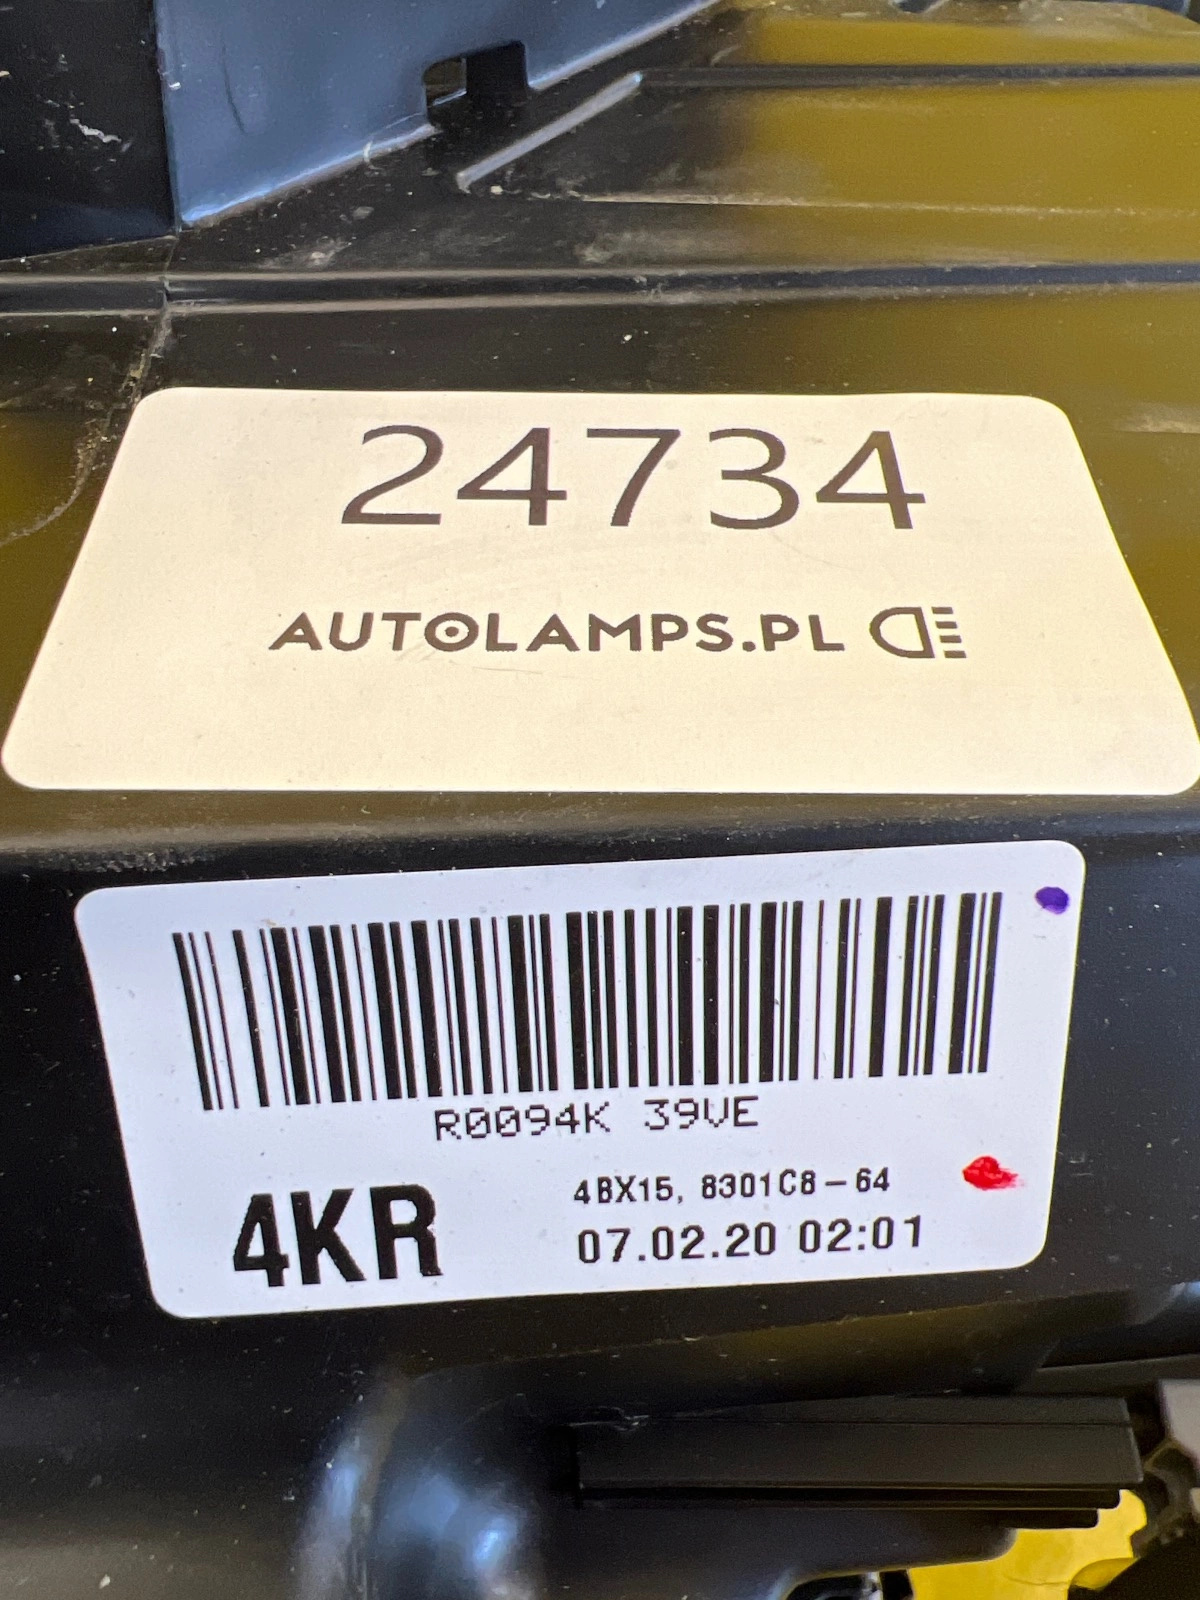 24734
AUTOLAMPS.PL
R0094K 39VE
4KR
4BX15, 8301C8-64
07.02.20 02:01